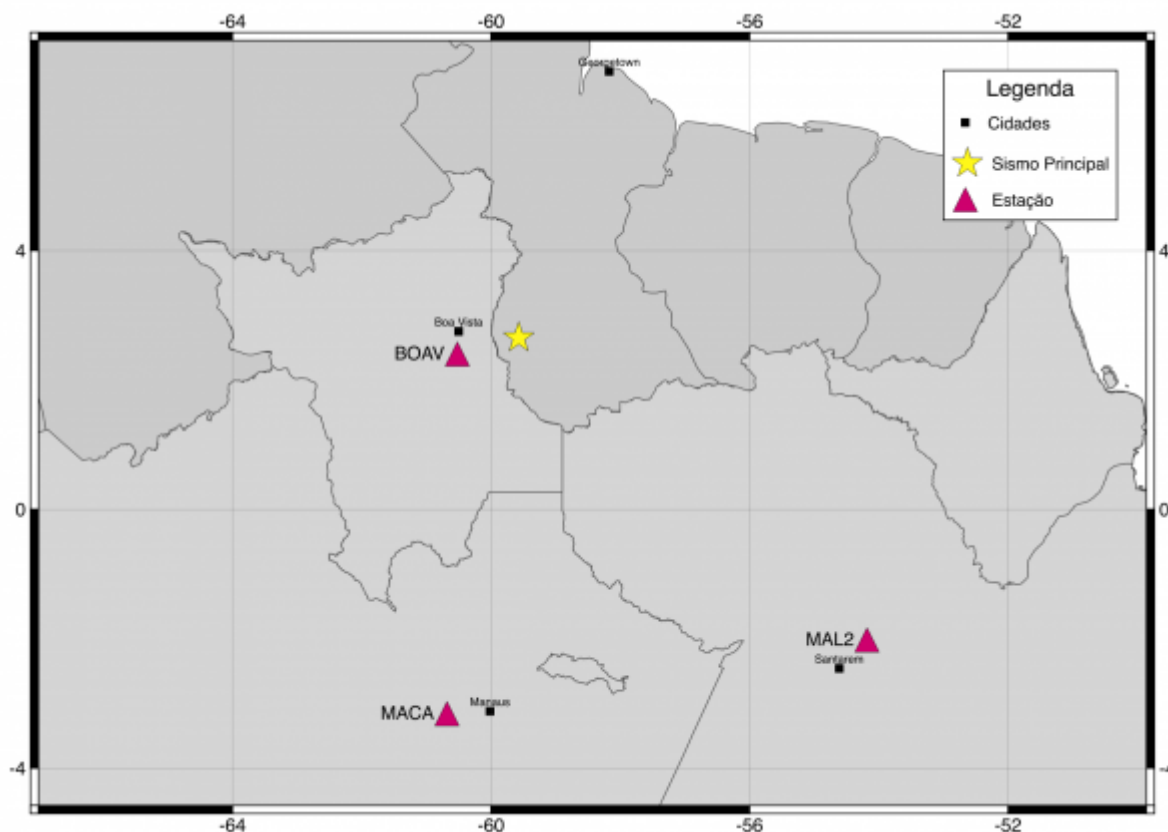 -64 -60 -56 -52
Georgetown
Legenda
Cidades
Sismo Principal
Estação
4 4
Boa Vista
BOAV
0 0
MAL2
Santarem
Manaus
MACA
-4 -4
-64 -60 -56 -52